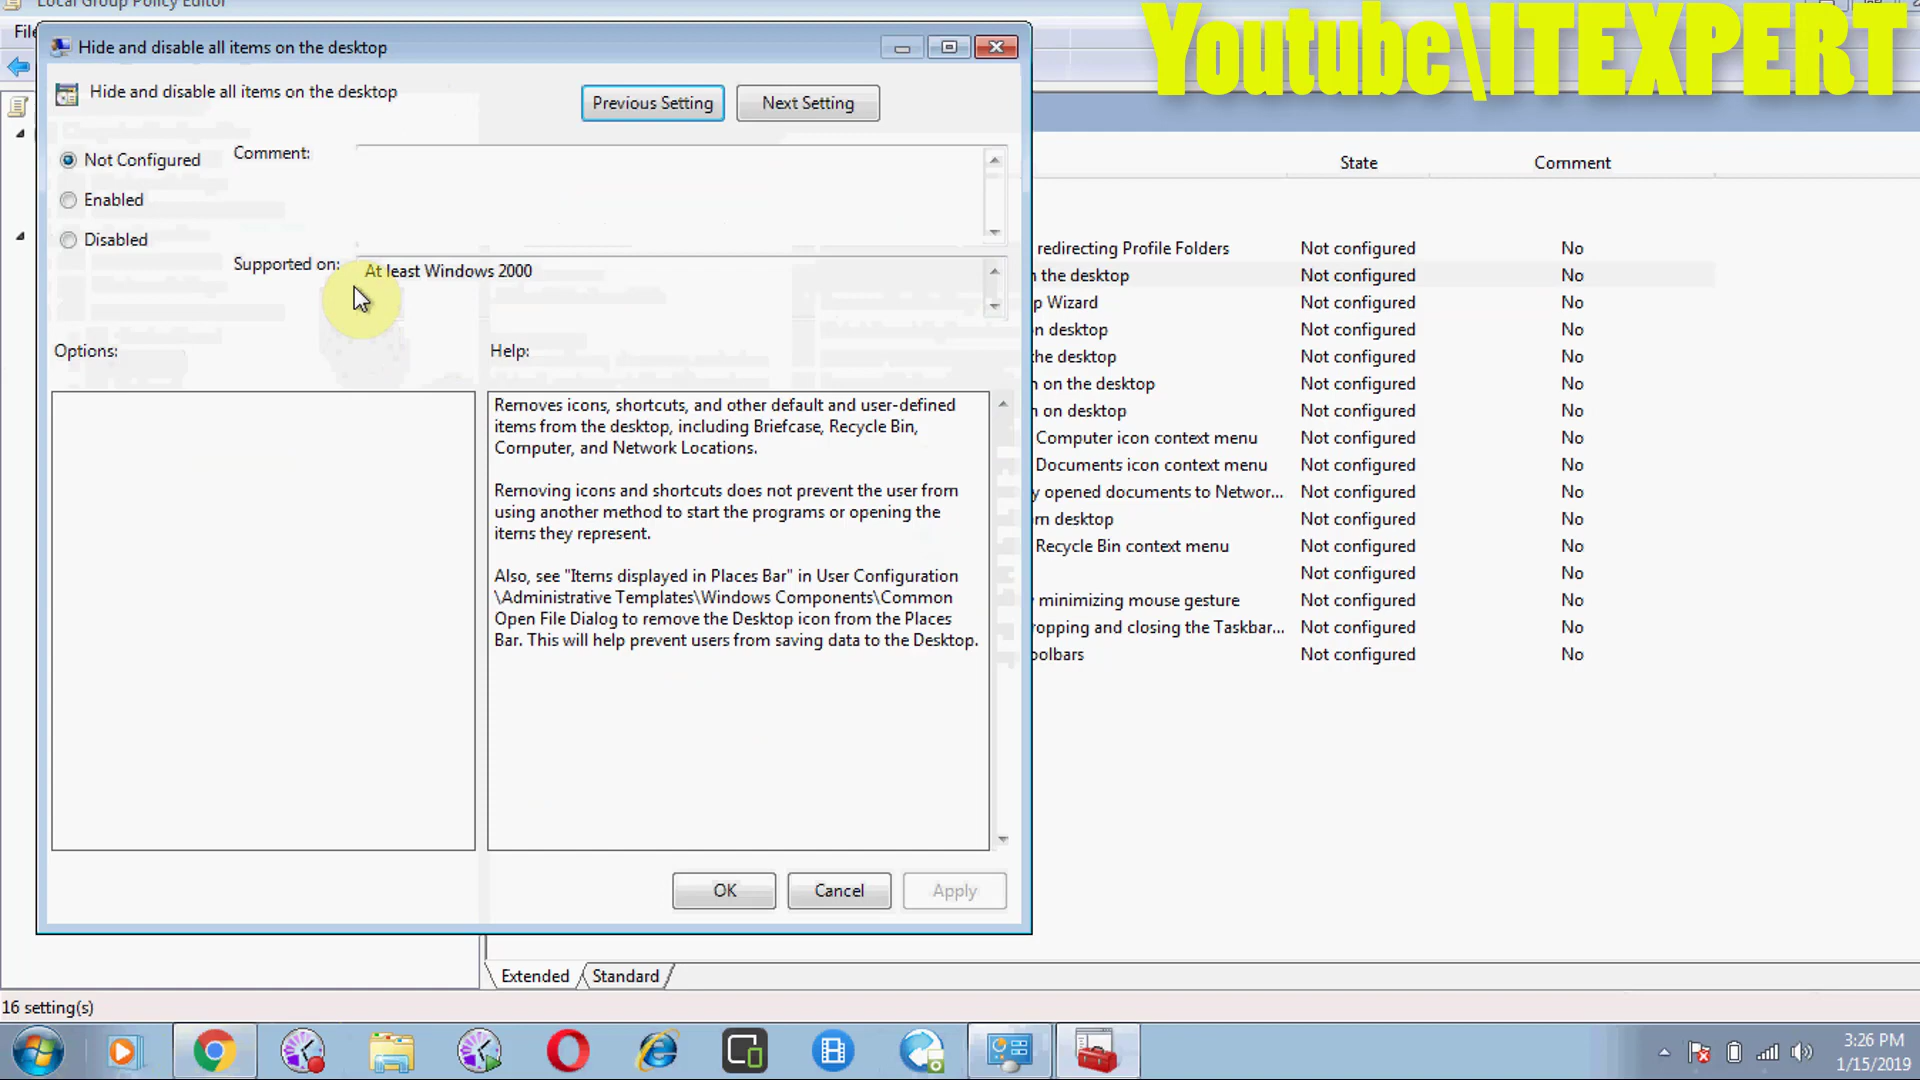 Local Group Policy Editor
Youtube\ITEXPERT
File
Hide and disable all items on the desktop
Hide and disable all items on the desktop
Previous Setting
Next Setting
Not Configured
Comment:
Enabled
Disabled
Supported on:
At least Windows 2000
Options:
Help:
Removes icons, shortcuts, and other default and user-defined
items from the desktop, including Briefcase, Recycle Bin,
Computer, and Network Locations.
Removing icons and shortcuts does not prevent the user from
using another method to start the programs or opening the
items they represent.
Also, see "Items displayed in Places Bar" in User Configuration
\Administrative Templates\Windows Components\Common
Open File Dialog to remove the Desktop icon from the Places
Bar. This will help prevent users from saving data to the Desktop.
OK
Cancel
Apply
State Comment
redirecting Profile Folders Not configured No
the desktop Not configured No
p Wizard Not configured No
n desktop Not configured No
the desktop Not configured No
on the desktop Not configured No
on desktop Not configured No
Computer icon context menu Not configured No
Documents icon context menu Not configured No
y opened documents to Networ... Not configured No
desktop Not configured No
Recycle Bin context menu Not configured No
Not configured No
minimizing mouse gesture Not configured No
opping and closing the Taskbar... Not configured No
oolbars Not configured No
Extended
Standard
16 setting(s)
3:26 PM
1/15/2019